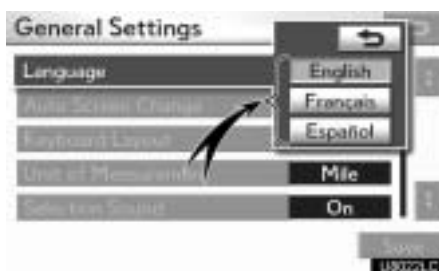 General Settings
Language
English
Auto Screen Change
Français
Keyboard Layout
Español
Unit of Measurement
Mile
Selection Sound
On
Save